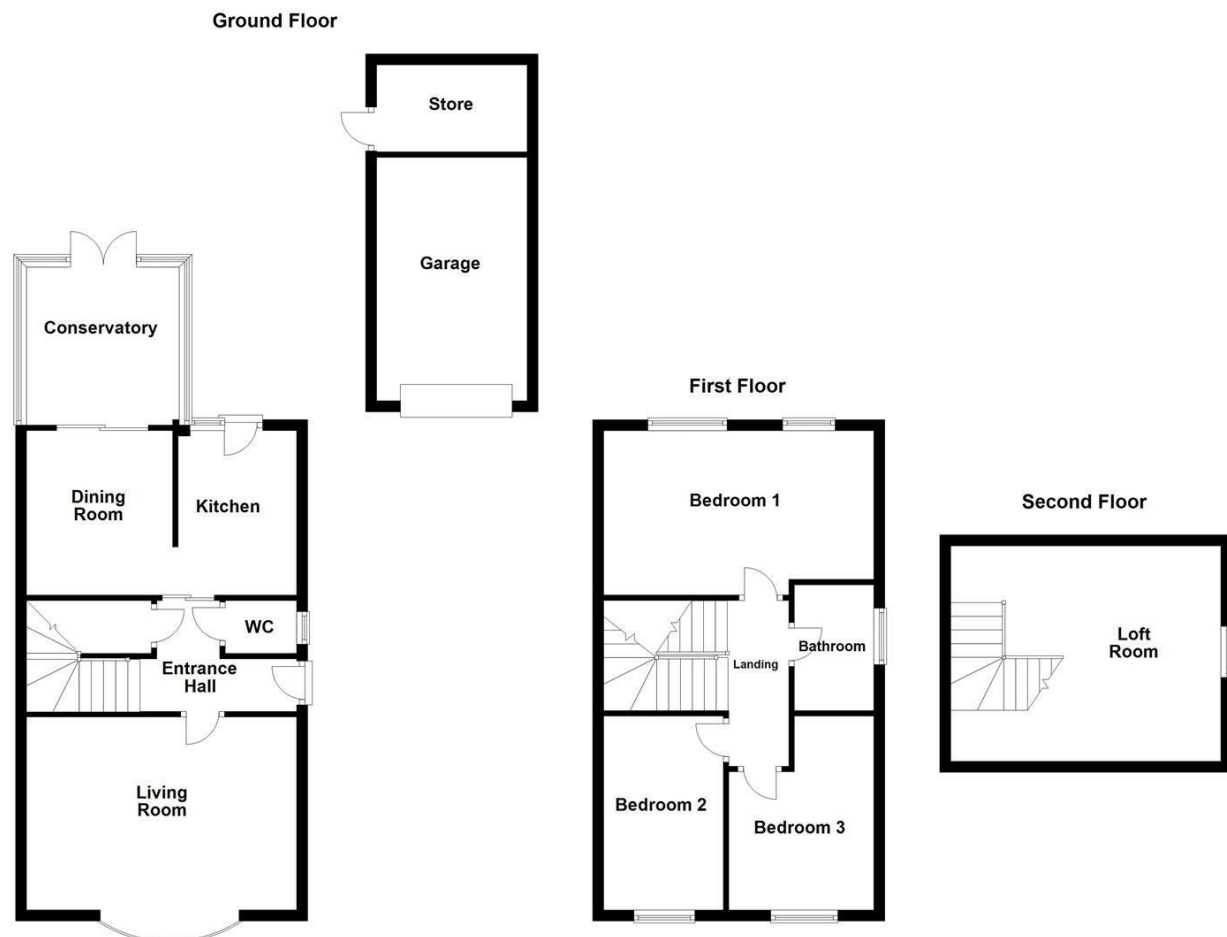 Ground Floor
Store
Garage
Conservatory
Dining
Room
Kitchen
WC
Entrance
Hall
Living
Room
First Floor
Bedroom 1
Bathroom
Landing
Bedroom 2
Bedroom 3
Second Floor
Loft
Room